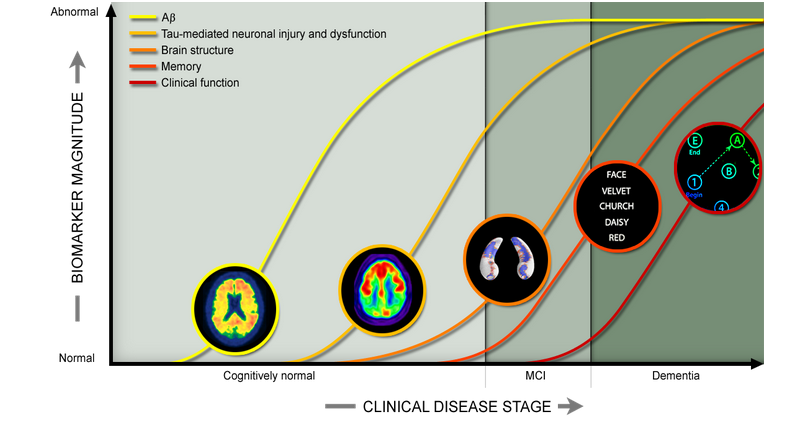 Abnormal
Aβ
Tau-mediated neuronal injury and dysfunction
Brain structure
Memory
Clinical function
BIOMARKER MAGNITUDE
E
End
A
B
1
Begin
4
2
FACE
VELVET
CHURCH
DAISY
RED
Normal
Cognitively normal
MCI
Dementia
CLINICAL DISEASE STAGE